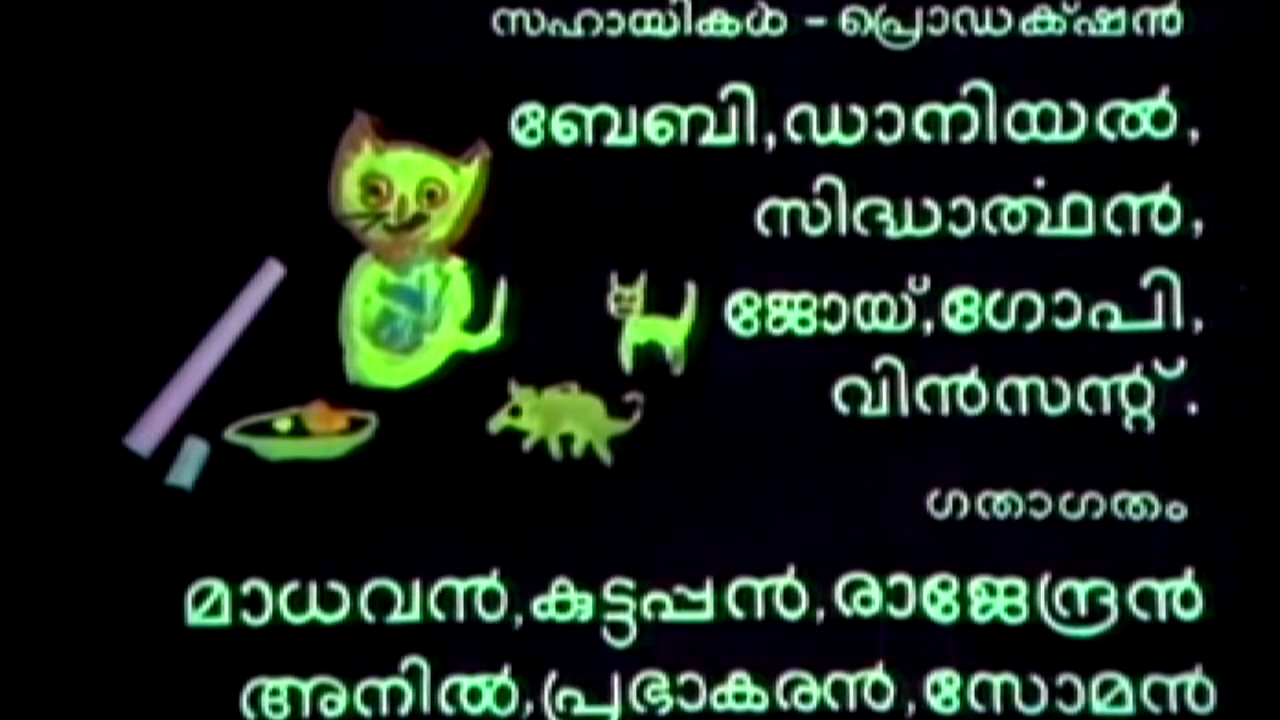 സഹായികൾ - പ്രൊഡക്ഷൻ
ബേബി, ഡാനിയൽ,
സിദ്ധാർത്ഥൻ,
ജോയ്, ഗോപി,
വിൻസന്റ്.
ഗതാഗതം
മാധവൻ, കുട്ടപ്പൻ, രാജേന്ദ്രൻ
അനിൽ, പ്രഭാകരൻ, സോമൻ